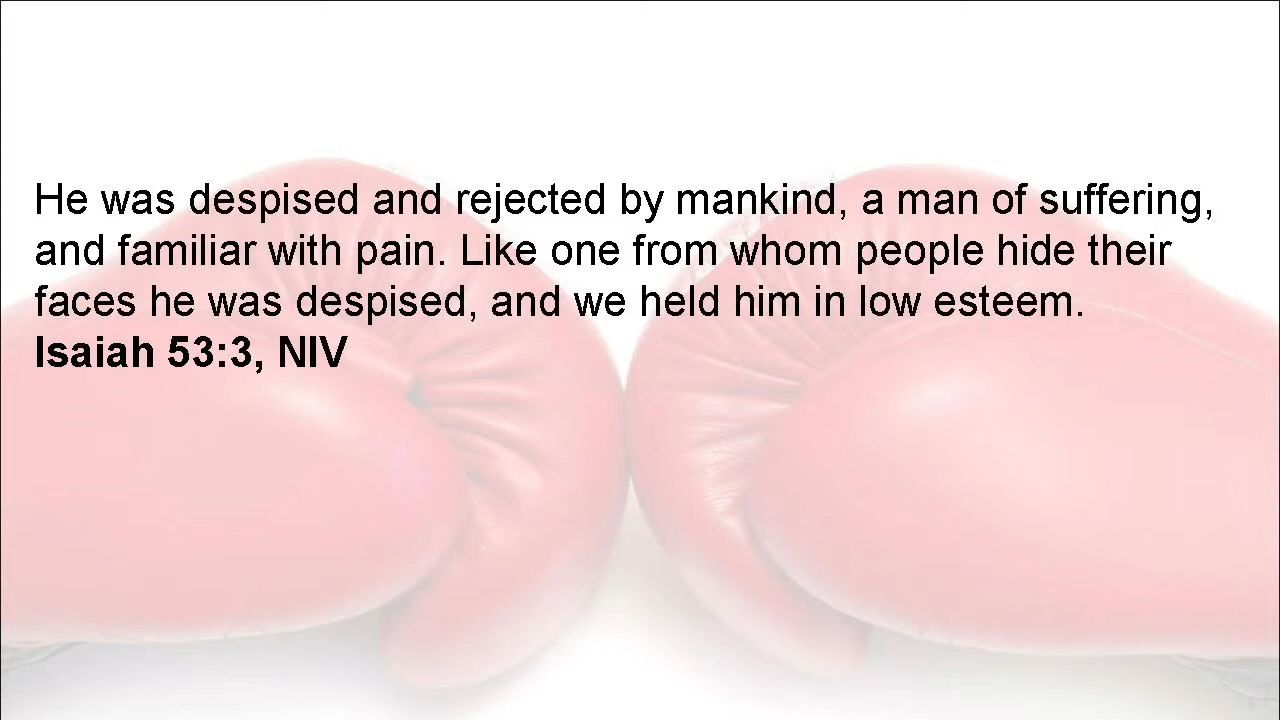 He was despised and rejected by mankind, a man of suffering,
and familiar with pain. Like one from whom people hide their
faces he was despised, and we held him in low esteem.
Isaiah 53:3, NIV